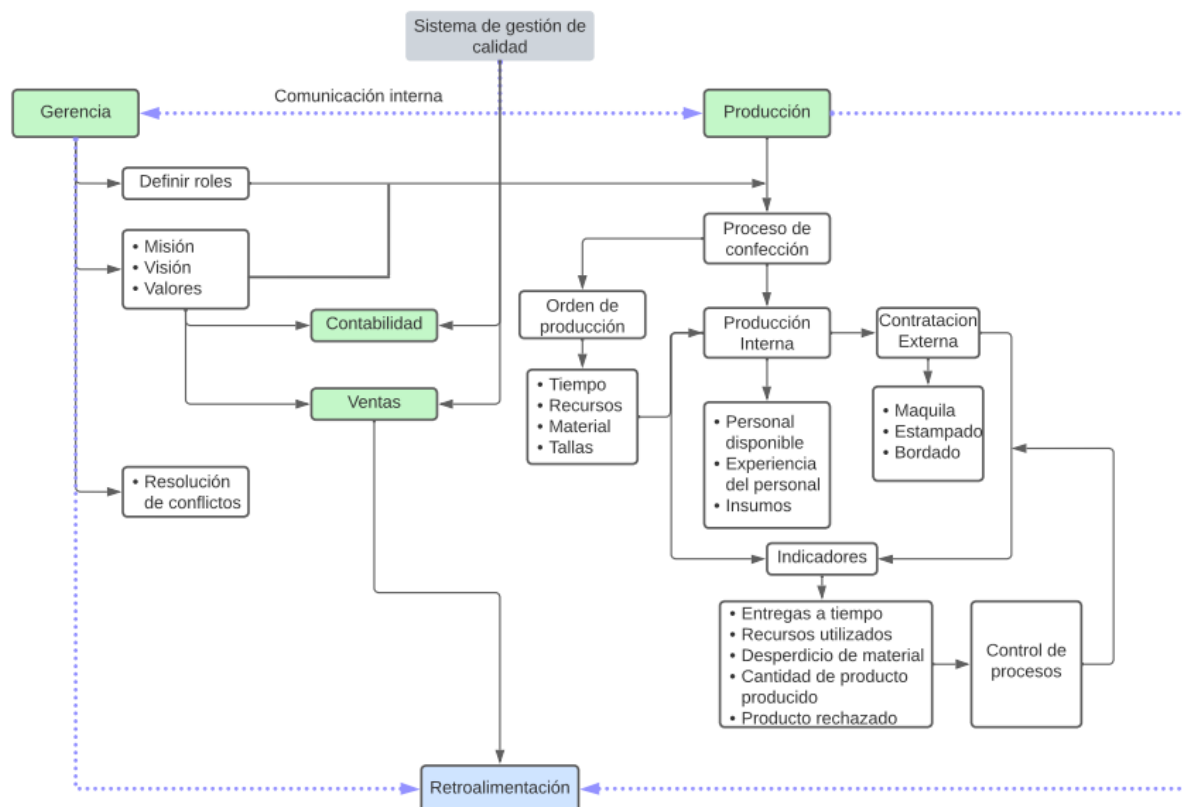 Sistema de gestión de
calidad
Gerencia
Comunicación interna
Producción
Definir roles
• Misión
• Visión
• Valores
Proceso de
confección
Orden de
producción
Contabilidad
Producción
Interna
Contratacion
Externa
• Tiempo
• Recursos
• Material
• Tallas
Ventas
• Personal
disponible
• Experiencia
del personal
• Insumos
• Maquila
• Estampado
• Bordado
• Resolución
de conflictos
Indicadores
• Entregas a tiempo
• Recursos utilizados
• Desperdicio de material
• Cantidad de producto
producido
• Producto rechazado
Control de
procesos
Retroalimentación